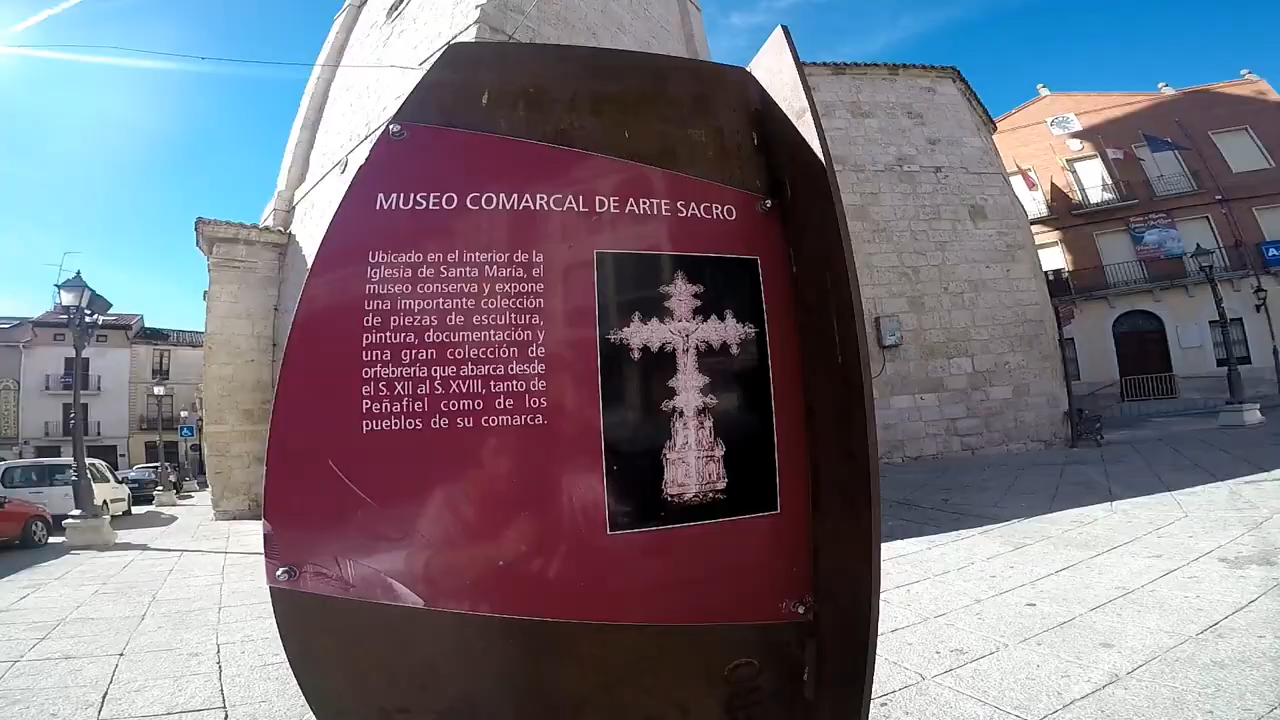 MUSEO COMARCAL DE ARTE SACRO
Ubicado en el interior de la
Iglesia de Santa María, el
museo conserva y expone
una importante colección
de piezas de escultura,
pintura, documentación y
una gran colección de
orfebrería que abarca desde
el S. XII al S. XVIII, tanto de
Peñafiel como de los
pueblos de su comarca.